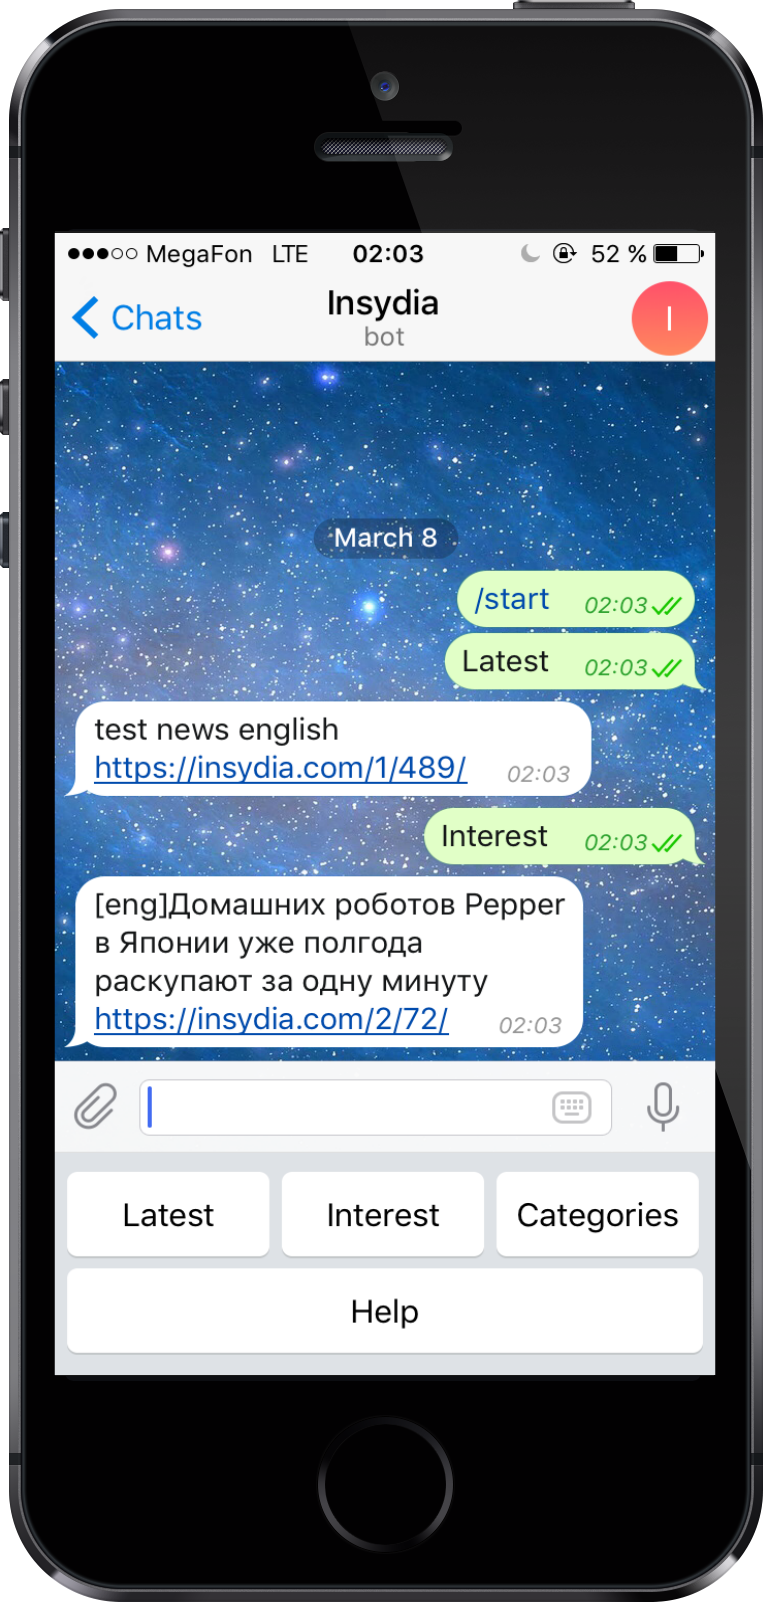 MegaFon LTE 02:03 52 %
Chats
Insydia
bot
I
March 8
/start 02:03
Latest 02:03
test news english
https://insydia.com/1/489/ 02:03
Interest 02:03
[eng]Домашних роботов Pepper
в Японии уже полгода
раскупают за одну минуту
https://insydia.com/2/72/ 02:03
Latest Interest Categories
Help